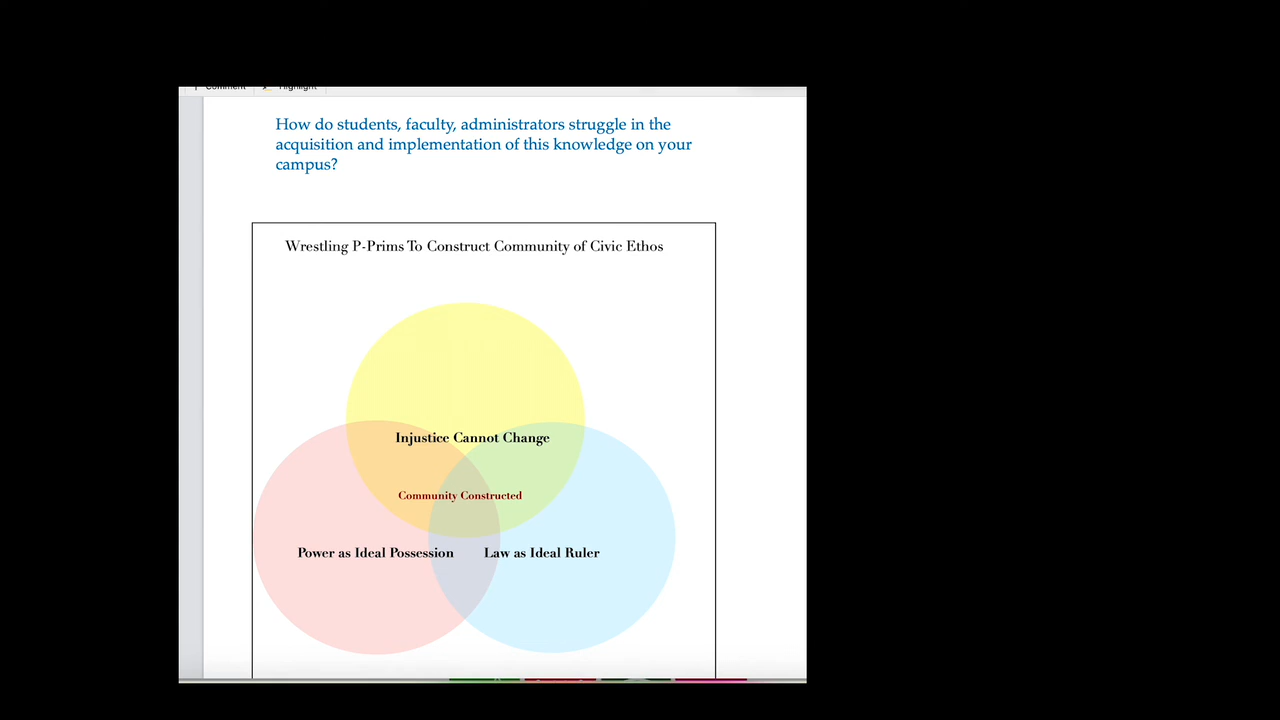 Comment Highlight
How do students, faculty, administrators struggle in the
acquisition and implementation of this knowledge on your
campus?
Wrestling P-Prims To Construct Community of Civic Ethos
Injustice Cannot Change
Community Constructed
Power as Ideal Possession Law as Ideal Ruler